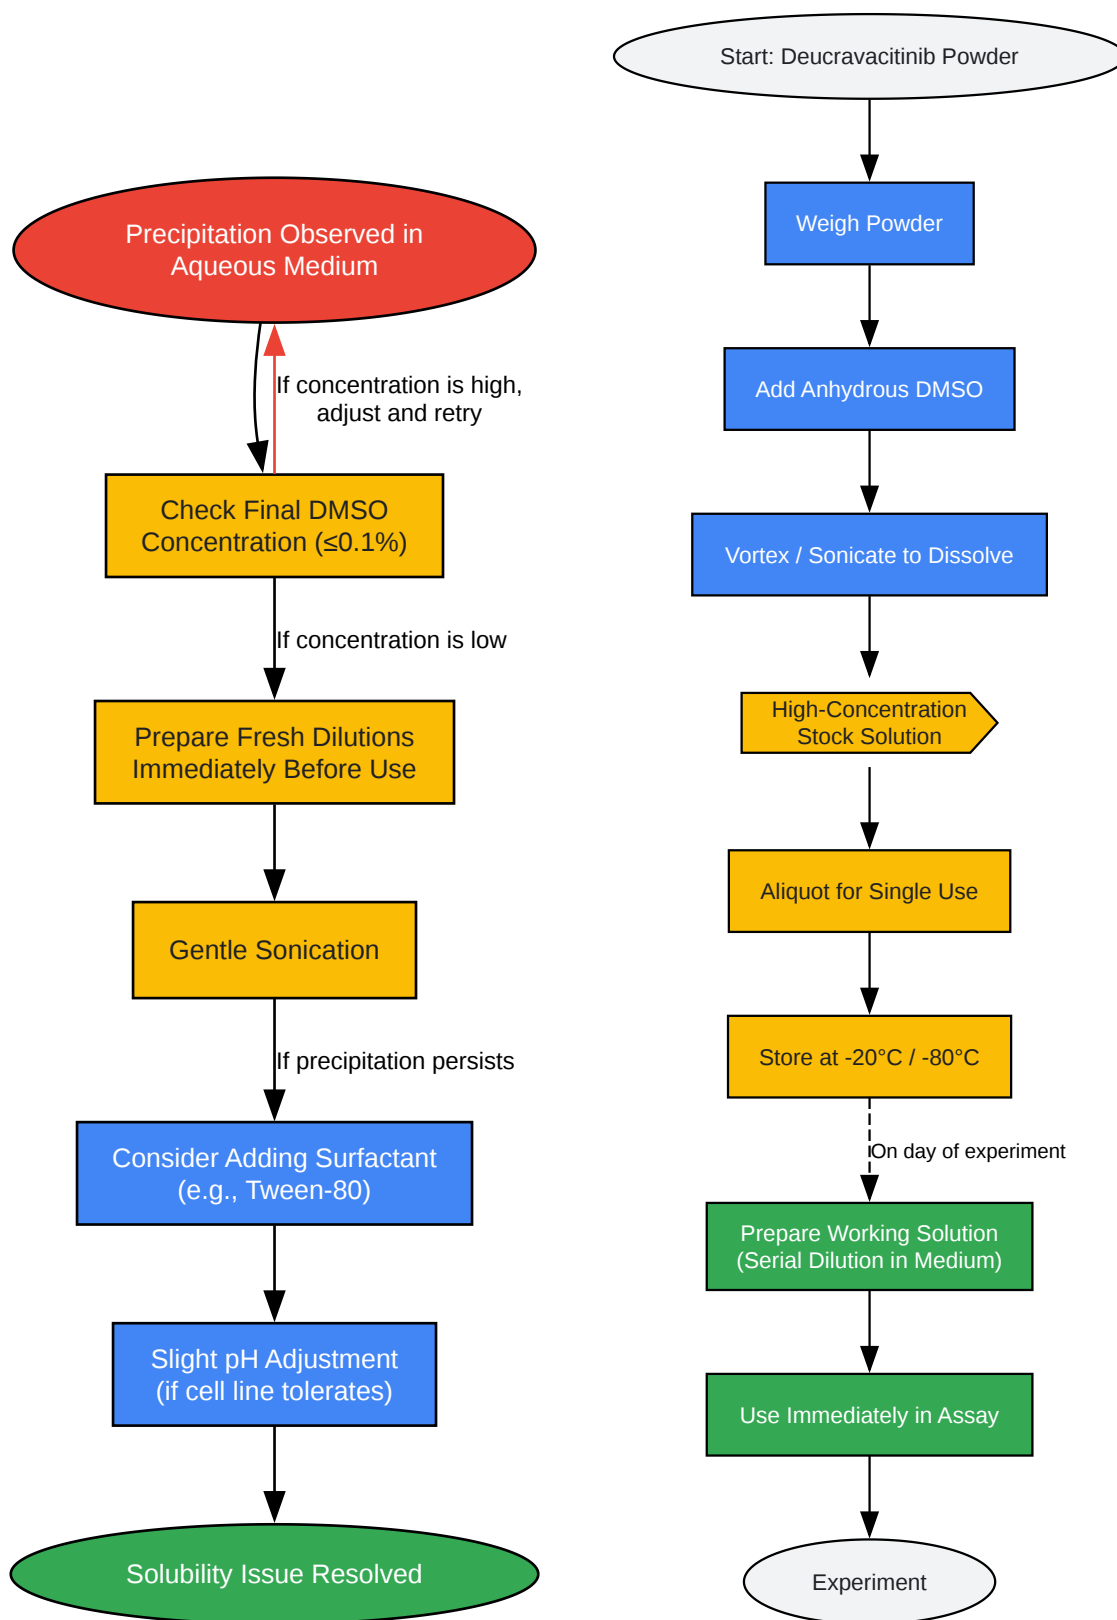 Precipitation Observed in
Aqueous Medium
If concentration is high,
adjust and retry
Check Final DMSO
Concentration (≤0.1%)
If concentration is low
Prepare Fresh Dilutions
Immediately Before Use
Gentle Sonication
If precipitation persists
Consider Adding Surfactant
(e.g., Tween-80)
Slight pH Adjustment
(if cell line tolerates)
Solubility Issue Resolved
Start: Deucravacitinib Powder
Weigh Powder
Add Anhydrous DMSO
Vortex / Sonicate to Dissolve
High-Concentration
Stock Solution
Aliquot for Single Use
Store at -20°C / -80°C
On day of experiment
Prepare Working Solution
(Serial Dilution in Medium)
Use Immediately in Assay
Experiment